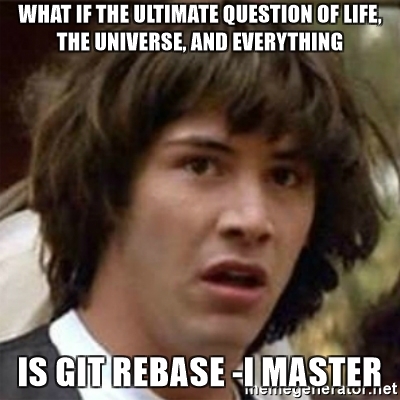 WHAT IF THE ULTIMATE QUESTION OF LIFE,
THE UNIVERSE, AND EVERYTHING
IS GIT REBASE -I MASTER
memegenerator.net